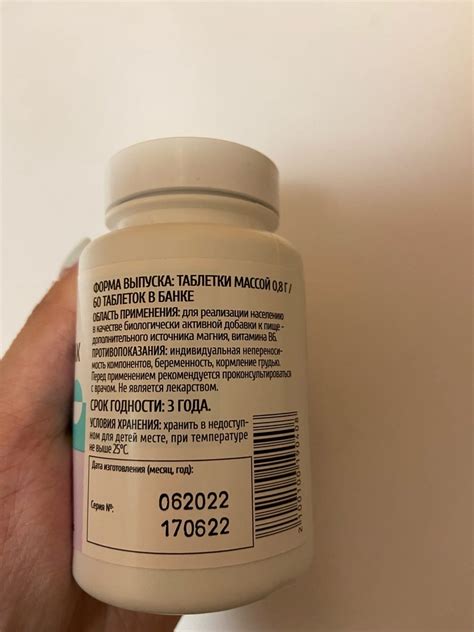 ФОРМА ВЫПУСКА: ТАБЛЕТКИ МАССОЙ 0,8 Г /
60 ТАБЛЕТОК В БАНКЕ
ОБЛАСТЬ ПРИМЕНЕНИЯ: для реализации населению
в качестве биологически активной добавки к пище –
дополнительного источника магния, витамина В6.
ПРОТИВОПОКАЗАНИЯ: индивидуальная непереноси-
мость компонентов, беременность, кормление грудью.
Перед применением рекомендуется проконсультироваться
с врачом. Не является лекарством.
СРОК ГОДНОСТИ: 3 ГОДА.
УСЛОВИЯ ХРАНЕНИЯ: хранить в недоступ-
ном для детей месте, при температуре
не выше 25°С.
Дата изготовления (месяц, год):
062022
Серия №:
170622